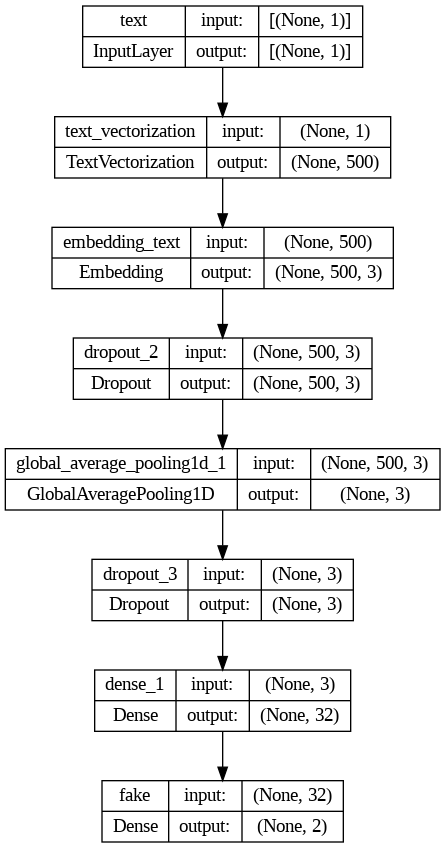 text input: [(None, 1)]
InputLayer output: [(None, 1)]
text_vectorization input: (None, 1)
TextVectorization output: (None, 500)
embedding_text input: (None, 500)
Embedding output: (None, 500, 3)
dropout_2 input: (None, 500, 3)
Dropout output: (None, 500, 3)
global_average_pooling1d_1 input: (None, 500, 3)
GlobalAveragePooling1D output: (None, 3)
dropout_3 input: (None, 3)
Dropout output: (None, 3)
dense_1 input: (None, 3)
Dense output: (None, 32)
fake input: (None, 32)
Dense output: (None, 2)